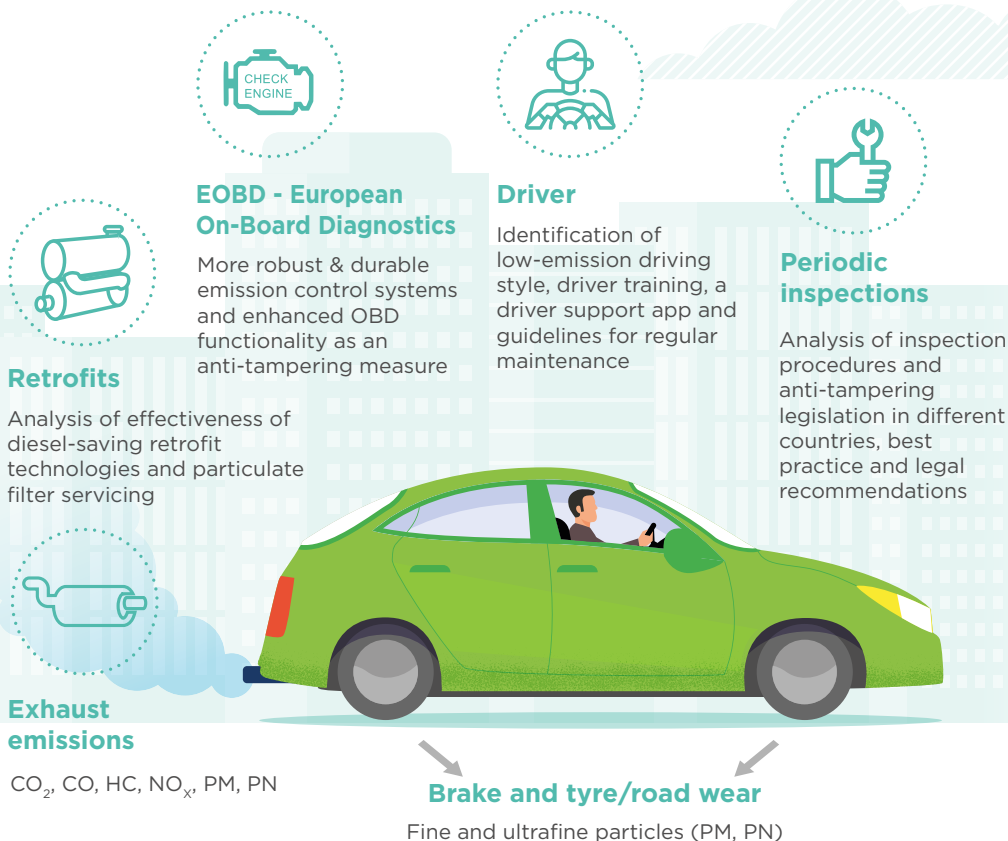 CHECK
ENGINE
EOBD - European
On-Board Diagnostics
More robust & durable
emission control systems
and enhanced OBD
functionality as an
anti-tampering measure
Driver
Identification of
low-emission driving
style, driver training, a
driver support app and
guidelines for regular
maintenance
Periodic
inspections
Analysis of inspection
procedures and
anti-tampering
legislation in different
countries, best
practice and legal
recommendations
Retrofits
Analysis of effectiveness of
diesel-saving retrofit
technologies and particulate
filter servicing
Exhaust
emissions
CO₂, CO, HC, NOₓ, PM, PN
Brake and tyre/road wear
Fine and ultrafine particles (PM, PN)